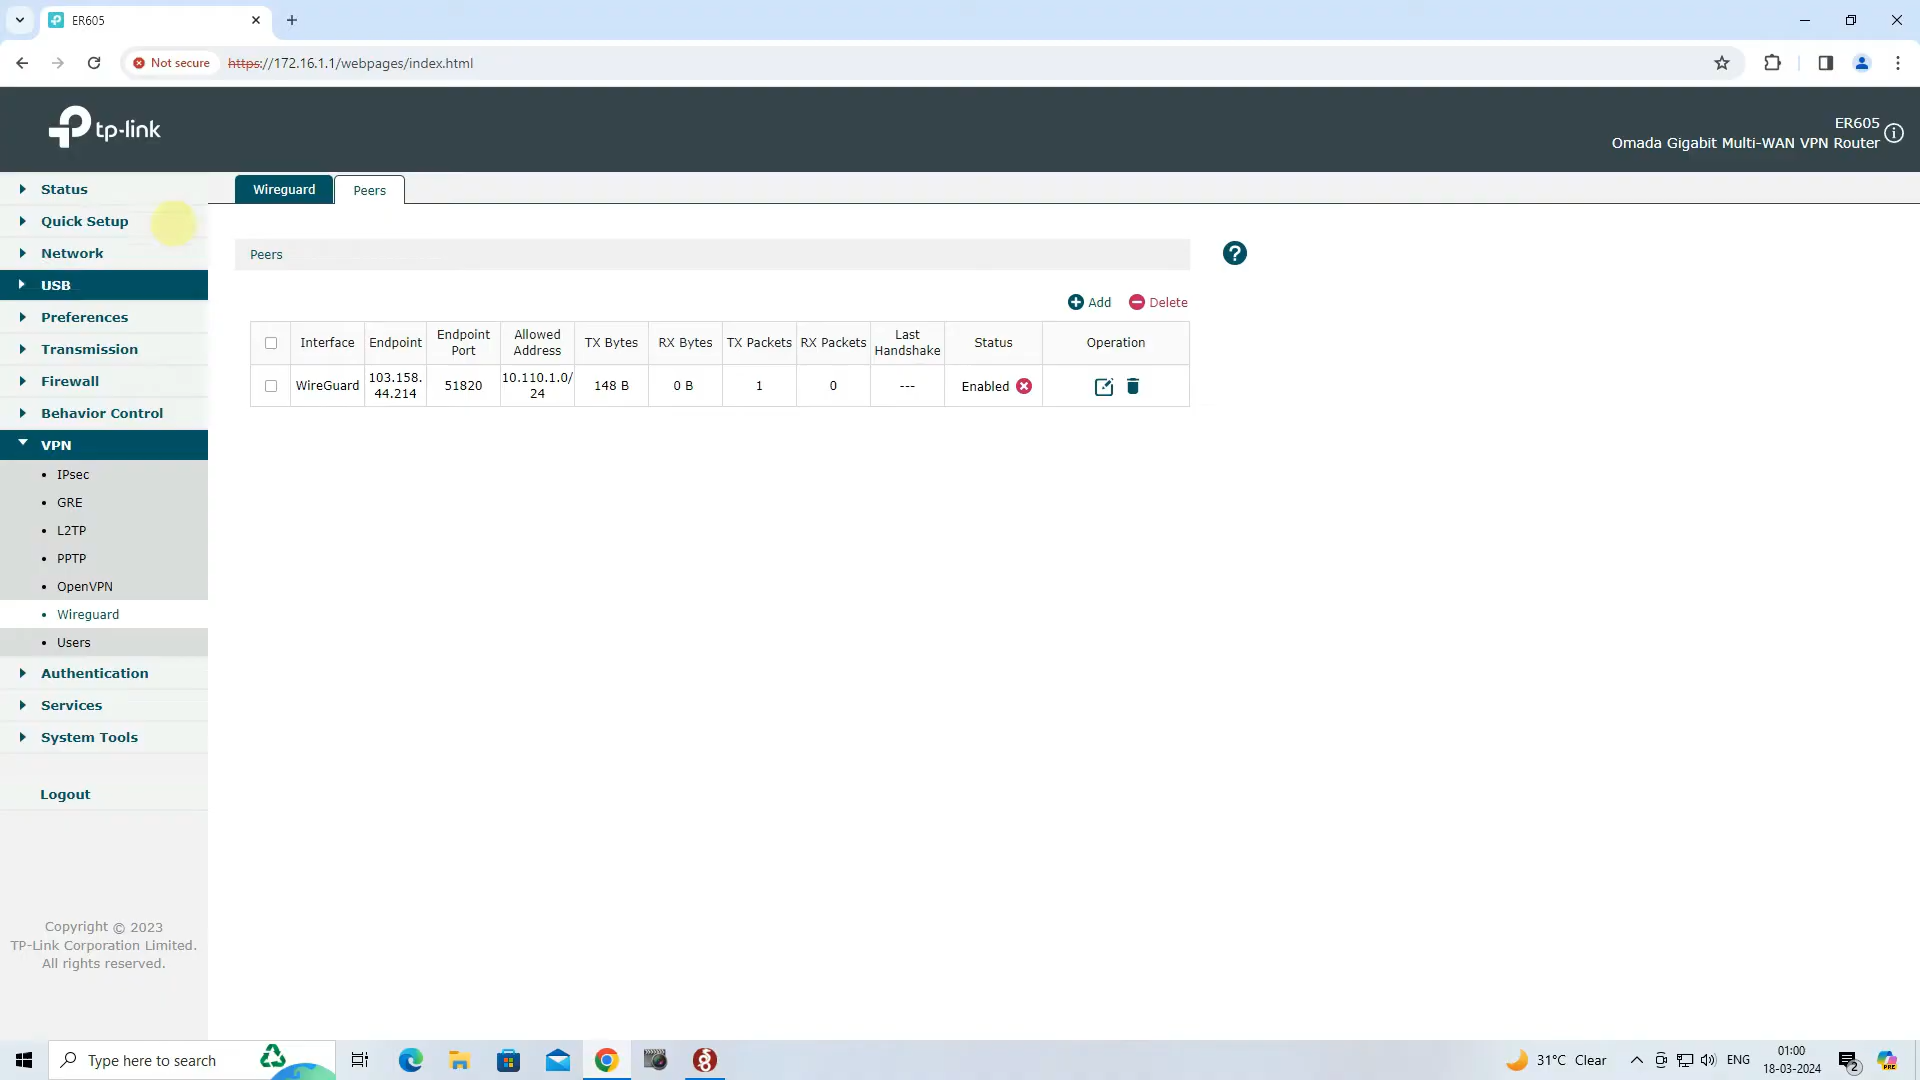 ER605
Not secure
https://172.16.1.1/webpages/index.html
tp-link
ER605
Omada Gigabit Multi-WAN VPN Router
Status
Quick Setup
Network
USB
Preferences
Transmission
Firewall
Behavior Control
VPN
IPsec
GRE
L2TP
PPTP
OpenVPN
Wireguard
Users
Authentication
Services
System Tools
Logout
Copyright © 2023
TP-Link Corporation Limited.
All rights reserved.
Wireguard Peers
Peers
Add Delete
Interface Endpoint Endpoint Port Allowed Address TX Bytes RX Bytes TX Packets RX Packets Last Handshake Status Operation
WireGuard 103.158.44.214 51820 10.110.1.0/24 148 B 0 B 1 0 --- Enabled
Type here to search
31°C Clear
ENG
01:00
18-03-2024
2
PRE